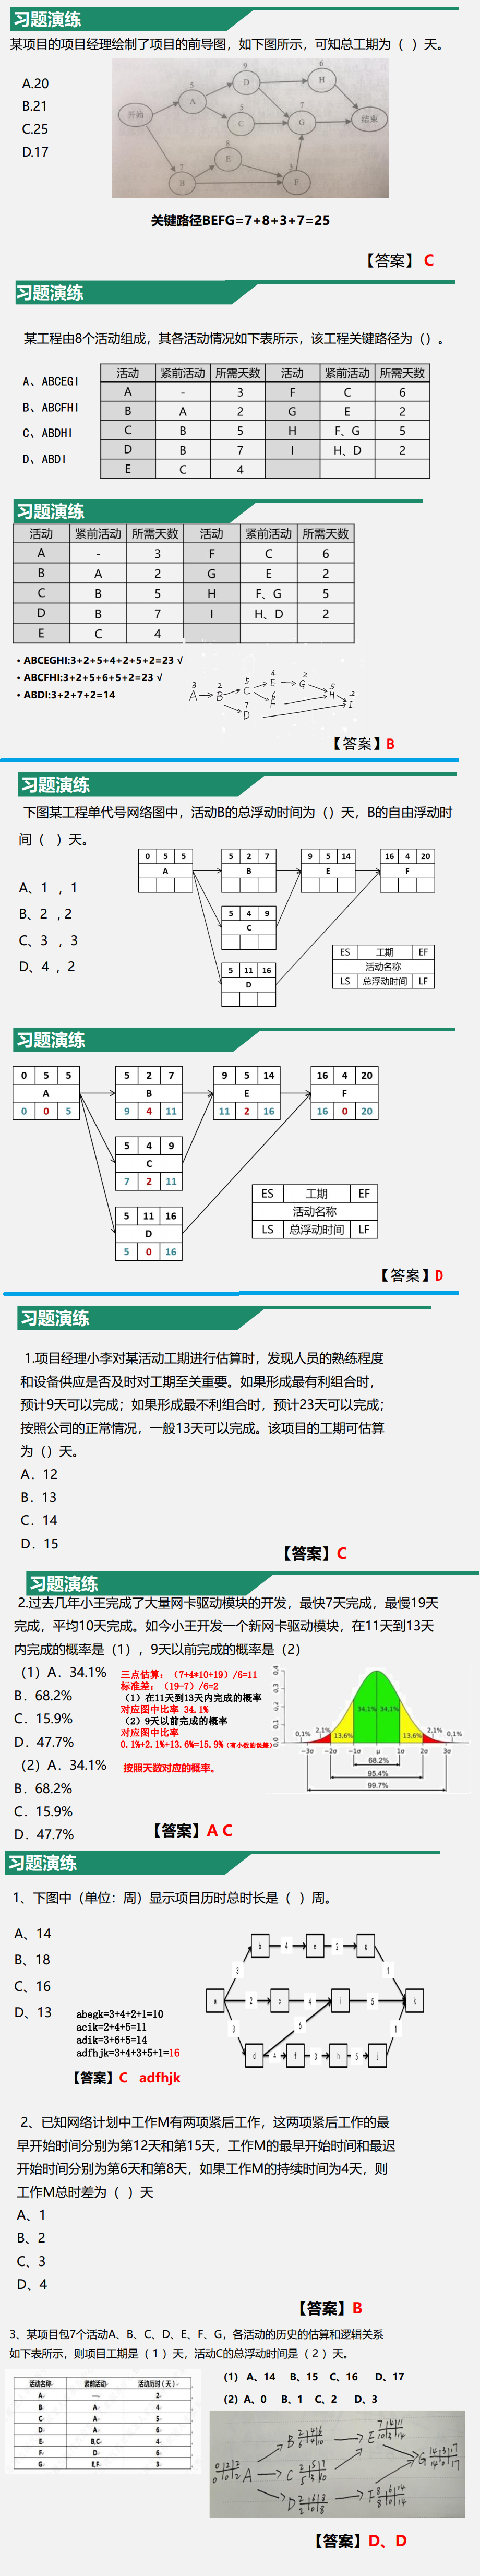 习题演练
某项目的项目经理绘制了项目的前导图，如下图所示，可知总工期为（ ）天。
A.20
B.21
C.25
D.17
开始
5
A
9
D
6
H
5
C
7
G
结束
8
E
7
B
3
F
关键路径BEFG=7+8+3+7=25
【答案】C
习题演练
某工程由8个活动组成，其各活动情况如下表所示，该工程关键路径为（）。
A、ABCEGI
B、ABCFHI
C、ABDHI
D、ABDI
活动 紧前活动 所需天数 活动 紧前活动 所需天数
A - 3 F C 6
B A 2 G E 2
C B 5 H F、G 5
D B 7 I H、D 2
E C 4
习题演练
活动 紧前活动 所需天数 活动 紧前活动 所需天数
A - 3 F C 6
B A 2 G E 2
C B 5 H F、G 5
D B 7 I H、D 2
E C 4
• ABCEGHI:3+2+5+4+2+5+2=23 √
• ABCFHI:3+2+5+6+5+2=23 √
• ABDI:3+2+7+2=14
3 A
2 B
5 C
4 E
2 G
6 F
5 H
2 I
7 D
【答案】B
习题演练
下图某工程单代号网络图中，活动B的总浮动时间为（）天，B的自由浮动时
间（ ）天。
A、1 ，1
B、2 ，2
C、3 ，3
D、4 ，2
0 5 5
A
5 2 7
B
9 5 14
E
16 4 20
F
5 4 9
C
5 11 16
D
ES 工期 EF
活动名称
LS 总浮动时间 LF
习题演练
0 5 5
A
0 0 5
5 2 7
B
9 4 11
9 5 14
E
11 2 16
16 4 20
F
16 0 20
5 4 9
C
7 2 11
5 11 16
D
5 0 16
ES 工期 EF
活动名称
LS 总浮动时间 LF
【答案】D
习题演练
1.项目经理小李对某活动工期进行估算时，发现人员的熟练程度
和设备供应是否及时对工期至关重要。如果形成最有利组合时，
预计9天可以完成；如果形成最不利组合时，预计23天可以完成；
按照公司的正常情况，一般13天可以完成。该项目的工期可估算
为（）天。
A．12
B．13
C．14
D．15
【答案】C
习题演练
2.过去几年小王完成了大量网卡驱动模块的开发，最快7天完成，最慢19天
完成，平均10天完成。如今小王开发一个新网卡驱动模块，在11天到13天
内完成的概率是（1），9天以前完成的概率是（2）
（1）A．34.1%
B．68.2%
C．15.9%
D．47.7%
（2）A．34.1%
B．68.2%
C．15.9%
D．47.7%
三点估算：（7+4*10+19）/6=11
标准差：（19-7）/6=2
（1）在11天到13天内完成的概率
对应图中比率 34.1%
（2）9天以前完成的概率
对应图中比率
0.1%+2.1%+13.6%=15.9%（有小数的误差）
按照天数对应的概率。
0.4
0.3
0.2
0.1
0.0
34,1% 34,1%
0,1% 2,1% 13,6% 13,6% 2,1% 0,1%
−3σ −2σ −1σ μ 1σ 2σ 3σ
68.2%
95.4%
99.7%
【答案】A C
习题演练
1、下图中（单位：周）显示项目历时总时长是（ ）周。
A、14
B、18
C、16
D、13
abegk=3+4+2+1=10
acik=2+4+5=11
adik=3+6+5=14
adfhjk=3+4+3+5+1=16
b 4 e 2 g
3 1
a 2 c 4 i 5 k
3 6 1
d 4 f 3 h 5 j
【答案】C adfhjk
2、已知网络计划中工作M有两项紧后工作，这两项紧后工作的最
早开始时间分别为第12天和第15天，工作M的最早开始时间和最迟
开始时间分别为第6天和第8天，如果工作M的持续时间为4天，则
工作M总时差为（ ）天
A、1
B、2
C、3
D、4
【答案】B
3、某项目包7个活动A、B、C、D、E、F、G，各活动的历史的估算和逻辑关系
如下表所示，则项目工期是（ 1 ）天，活动C的总浮动时间是（ 2 ）天。
活动名称 紧前活动 活动历时（天）
A — 2
B A 4
C A 5
D A 6
E B,C 4
F D 6
G E,F 3
（1） A、14 B、15 C、16 D、17
（2） A、0 B、1 C、2 D、3
【答案】D、D